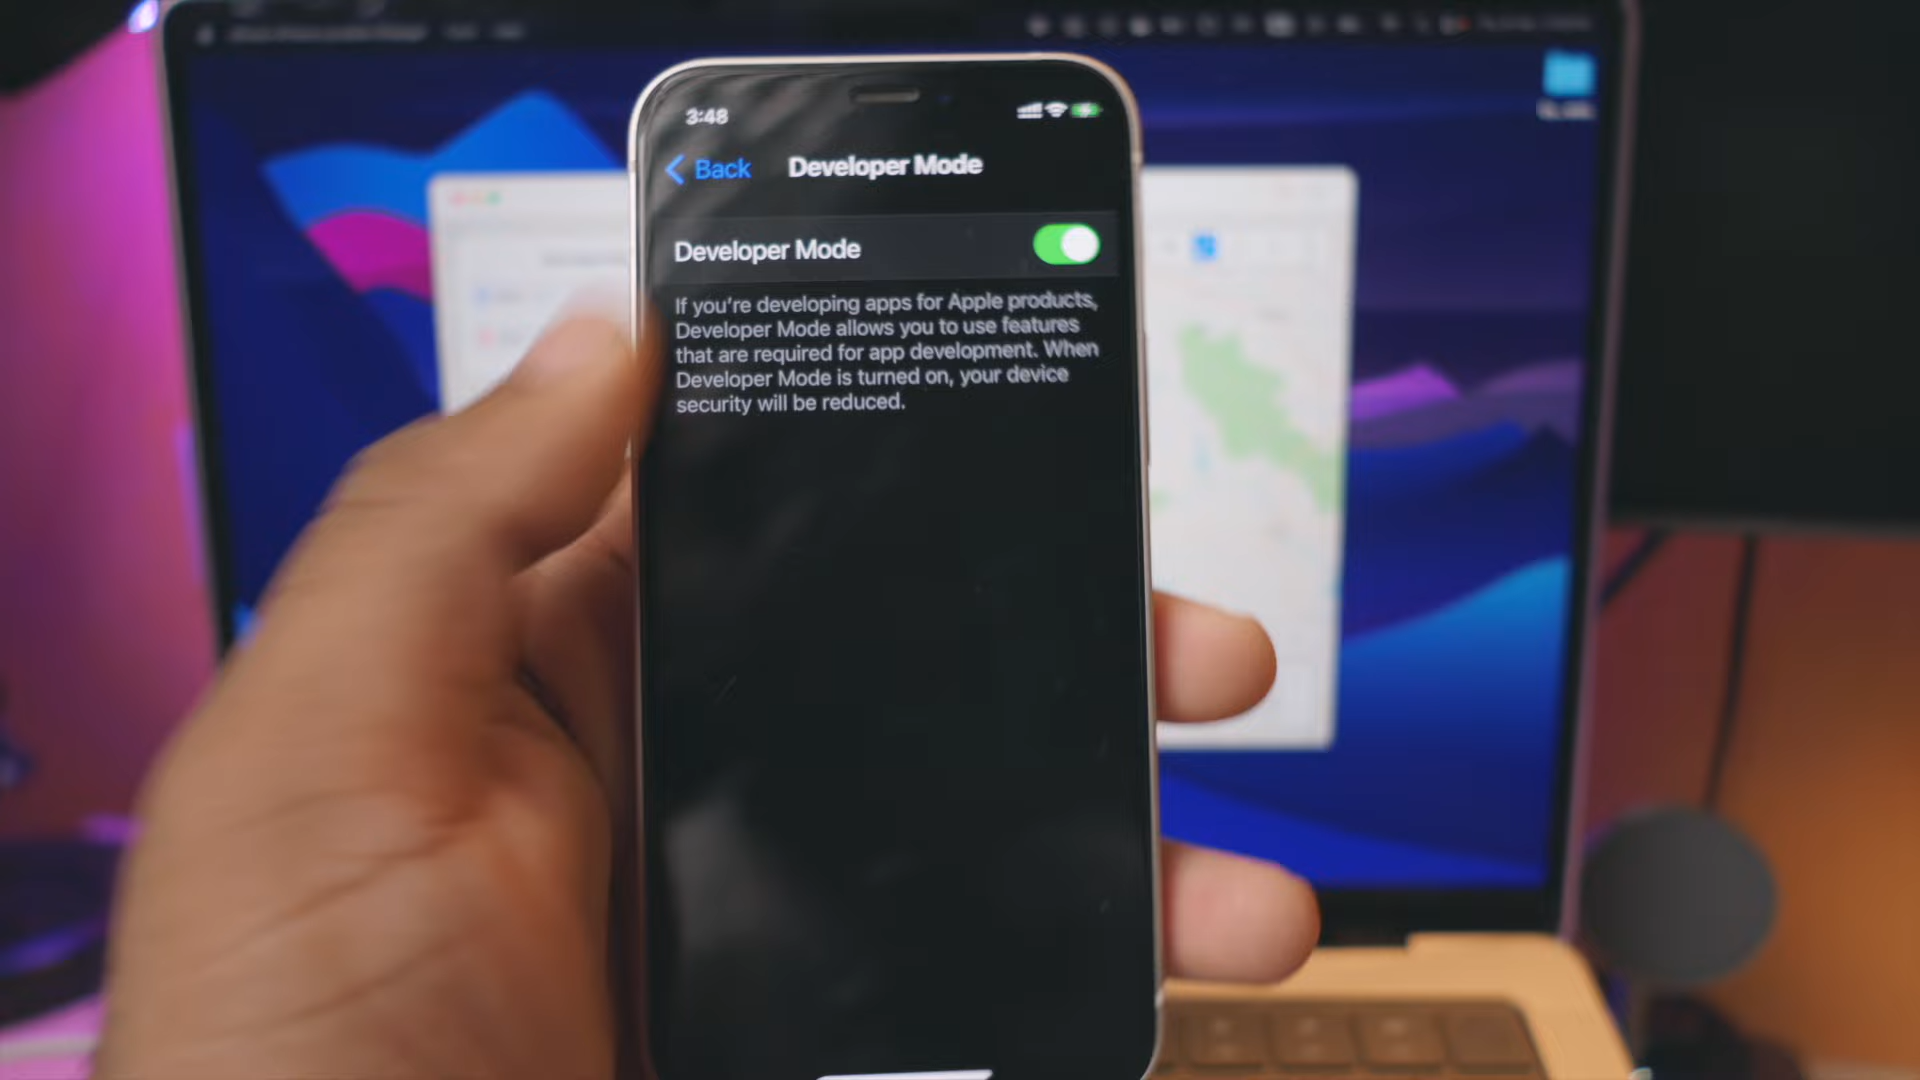 3:48
Back
Developer Mode
Developer Mode
If you're developing apps for Apple products,
Developer Mode allows you to use features
that are required for app development. When
Developer Mode is turned on, your device
security will be reduced.